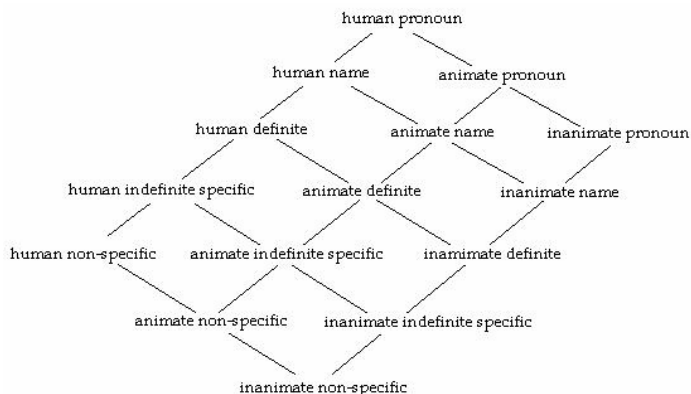 human pronoun
human name animate pronoun
human definite animate name inanimate pronoun
human indefinite specific animate definite inanimate name
human non-specific animate indefinite specific inamimate definite
animate non-specific inanimate indefinite specific
inanimate non-specific